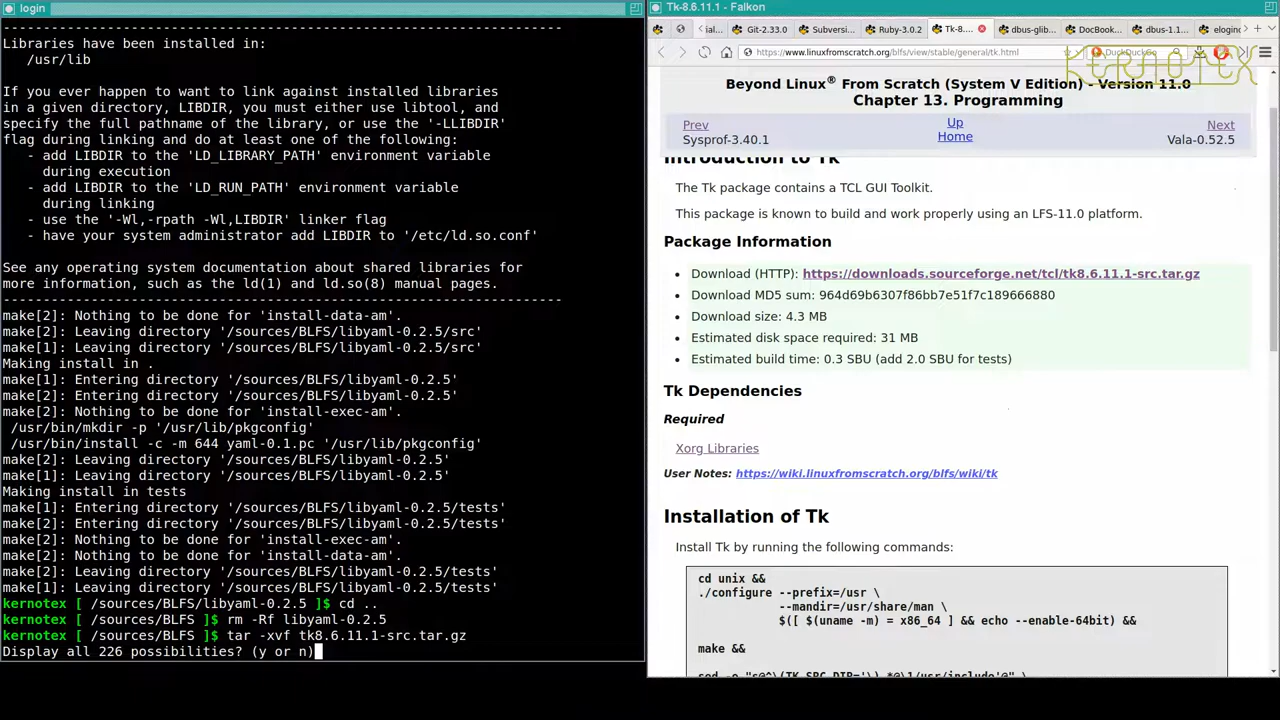 login
-------------------------------------------------------------------
Libraries have been installed in:
/usr/lib
If you ever happen to want to link against installed libraries
in a given directory, LIBDIR, you must either use libtool, and
specify the full pathname of the library, or use the '-LLIBDIR'
flag during linking and do at least one of the following:
- add LIBDIR to the 'LD_LIBRARY_PATH' environment variable
during execution
- add LIBDIR to the 'LD_RUN_PATH' environment variable
during linking
- use the '-Wl,-rpath -Wl,LIBDIR' linker flag
- have your system administrator add LIBDIR to '/etc/ld.so.conf'
See any operating system documentation about shared libraries for
more information, such as the ld(1) and ld.so(8) manual pages.
-------------------------------------------------------------------
make[2]: Nothing to be done for 'install-data-am'.
make[2]: Leaving directory '/sources/BLFS/libyaml-0.2.5/src'
make[1]: Leaving directory '/sources/BLFS/libyaml-0.2.5/src'
Making install in .
make[1]: Entering directory '/sources/BLFS/libyaml-0.2.5'
make[2]: Entering directory '/sources/BLFS/libyaml-0.2.5'
make[2]: Nothing to be done for 'install-exec-am'.
/usr/bin/mkdir -p '/usr/lib/pkgconfig'
/usr/bin/install -c -m 644 yaml-0.1.pc '/usr/lib/pkgconfig'
make[2]: Leaving directory '/sources/BLFS/libyaml-0.2.5'
make[1]: Leaving directory '/sources/BLFS/libyaml-0.2.5'
Making install in tests
make[1]: Entering directory '/sources/BLFS/libyaml-0.2.5/tests'
make[2]: Entering directory '/sources/BLFS/libyaml-0.2.5/tests'
make[2]: Nothing to be done for 'install-exec-am'.
make[2]: Nothing to be done for 'install-data-am'.
make[2]: Leaving directory '/sources/BLFS/libyaml-0.2.5/tests'
make[1]: Leaving directory '/sources/BLFS/libyaml-0.2.5/tests'
kernotex [ /sources/BLFS/libyaml-0.2.5 ]$ cd ..
kernotex [ /sources/BLFS ]$ rm -Rf libyaml-0.2.5
kernotex [ /sources/BLFS ]$ tar -xvf tk8.6.11.1-src.tar.gz
Display all 226 possibilities? (y or n)
Tk-8.6.11.1 - Falkon
ial... Git-2.33.0 Subversi... Ruby-3.0.2 Tk-8.... dbus-glib... DocBook... dbus-1.1... eloginc
https://www.linuxfromscratch.org/blfs/view/stable/general/tk.html DuckDuckGo
KERNOTEX
Beyond Linux® From Scratch (System V Edition) - Version 11.0
Chapter 13. Programming
Prev Up Next
Sysprof-3.40.1 Home Vala-0.52.5
Introduction to Tk
The Tk package contains a TCL GUI Toolkit.
This package is known to build and work properly using an LFS-11.0 platform.
Package Information
• Download (HTTP): https://downloads.sourceforge.net/tcl/tk8.6.11.1-src.tar.gz
• Download MD5 sum: 964d69b6307f86bb7e51f7c189666880
• Download size: 4.3 MB
• Estimated disk space required: 31 MB
• Estimated build time: 0.3 SBU (add 2.0 SBU for tests)
Tk Dependencies
Required
Xorg Libraries
User Notes: https://wiki.linuxfromscratch.org/blfs/wiki/tk
Installation of Tk
Install Tk by running the following commands:
cd unix &&
./configure --prefix=/usr \
--mandir=/usr/share/man \
$([ $(uname -m) = x86_64 ] && echo --enable-64bit) &&
make &&